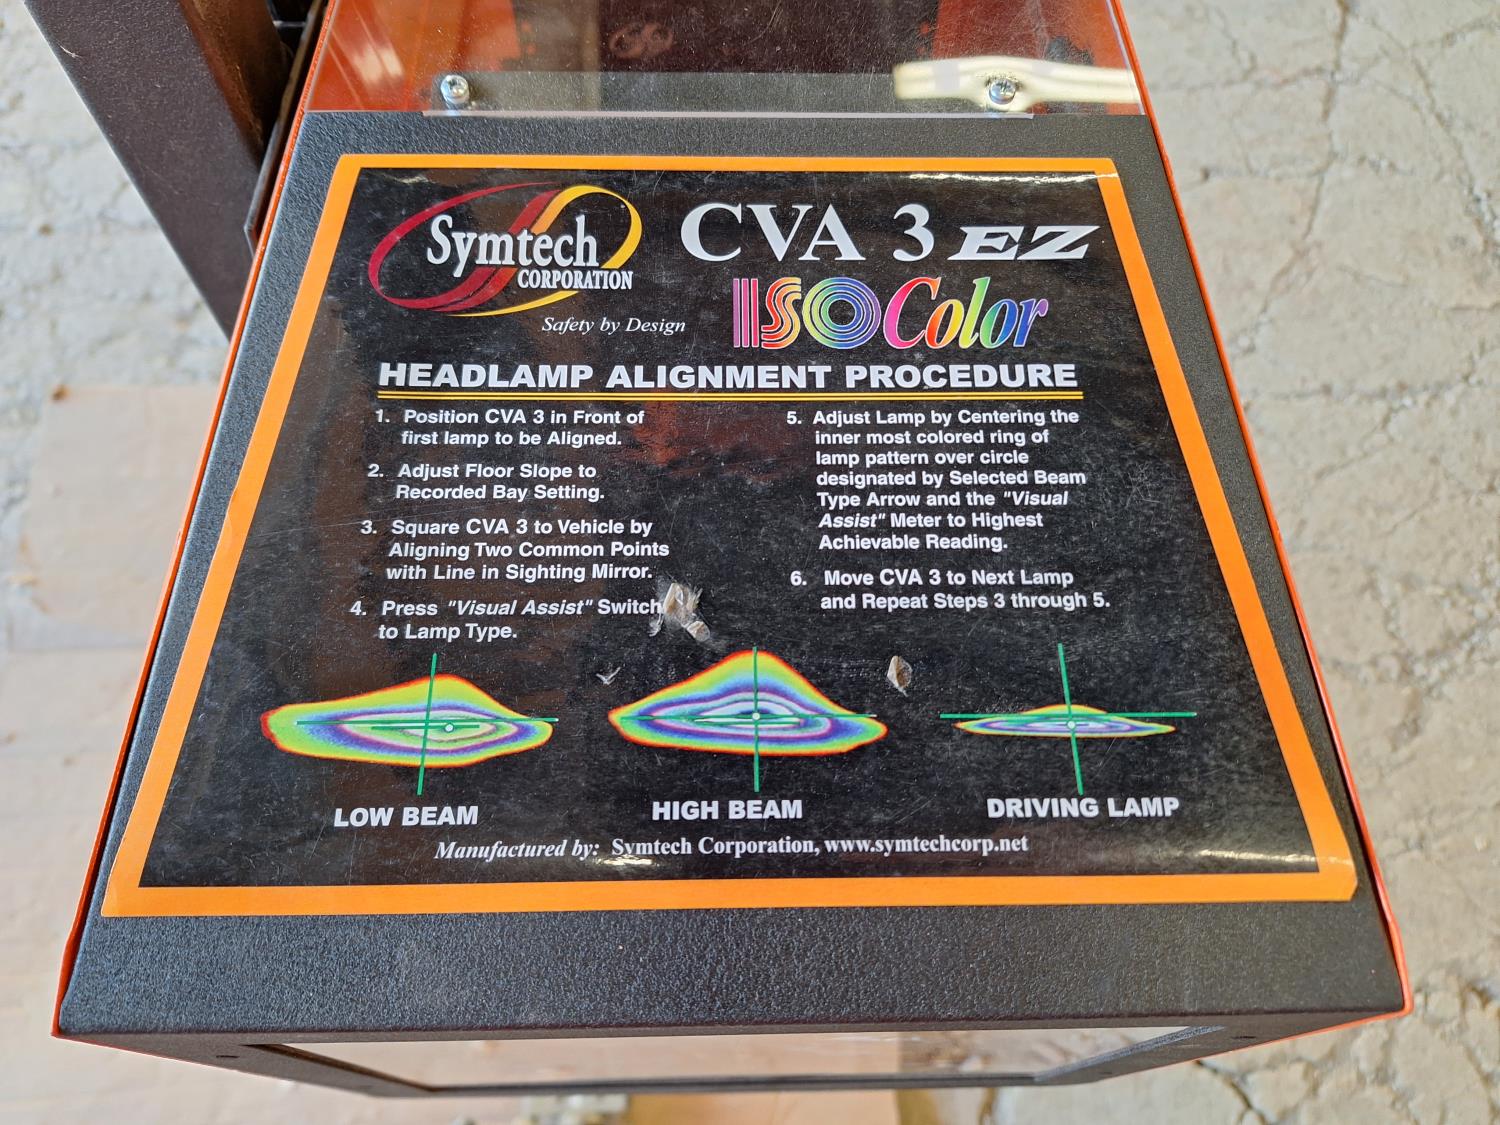 Symtech
CORPORATION
Safety by Design
CVA 3 EZ
ISO Color
HEADLAMP ALIGNMENT PROCEDURE
1. Position CVA 3 in Front of
first lamp to be Aligned.
2. Adjust Floor Slope to
Recorded Bay Setting.
3. Square CVA 3 to Vehicle by
Aligning Two Common Points
with Line in Sighting Mirror.
4. Press "Visual Assist" Switch
to Lamp Type.
5. Adjust Lamp by Centering the
inner most colored ring of
lamp pattern over circle
designated by Selected Beam
Type Arrow and the "Visual
Assist" Meter to Highest
Achievable Reading.
6. Move CVA 3 to Next Lamp
and Repeat Steps 3 through 5.
LOW BEAM
HIGH BEAM
DRIVING LAMP
Manufactured by: Symtech Corporation, www.symtechcorp.net